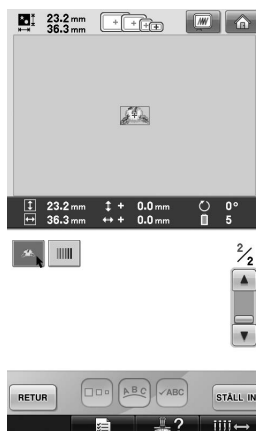 23.2 mm
36.3 mm
23.2 mm + 0.0 mm 0°
36.3 mm + 0.0 mm 5
2/2
RETUR ABC ABC STÄLL IN
?